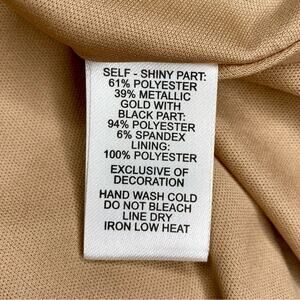 SELF - SHINY PART:
61% POLYESTER
39% METALLIC
GOLD WITH
BLACK PART:
94% POLYESTER
6% SPANDEX
LINING:
100% POLYESTER
EXCLUSIVE OF
DECORATION
HAND WASH COLD
DO NOT BLEACH
LINE DRY
IRON LOW HEAT